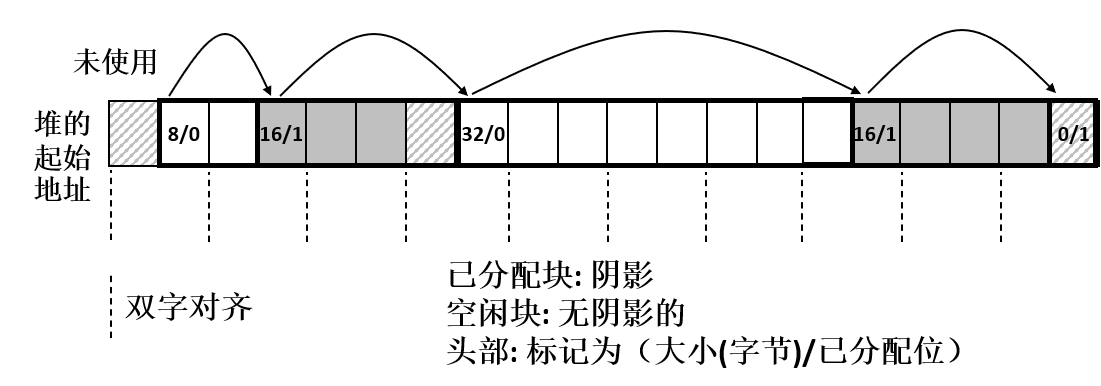 未使用
堆的
起始
地址
8/0
16/1
32/0
16/1
0/1
双字对齐
已分配块: 阴影
空闲块: 无阴影的
头部: 标记为（大小(字节)/已分配位）